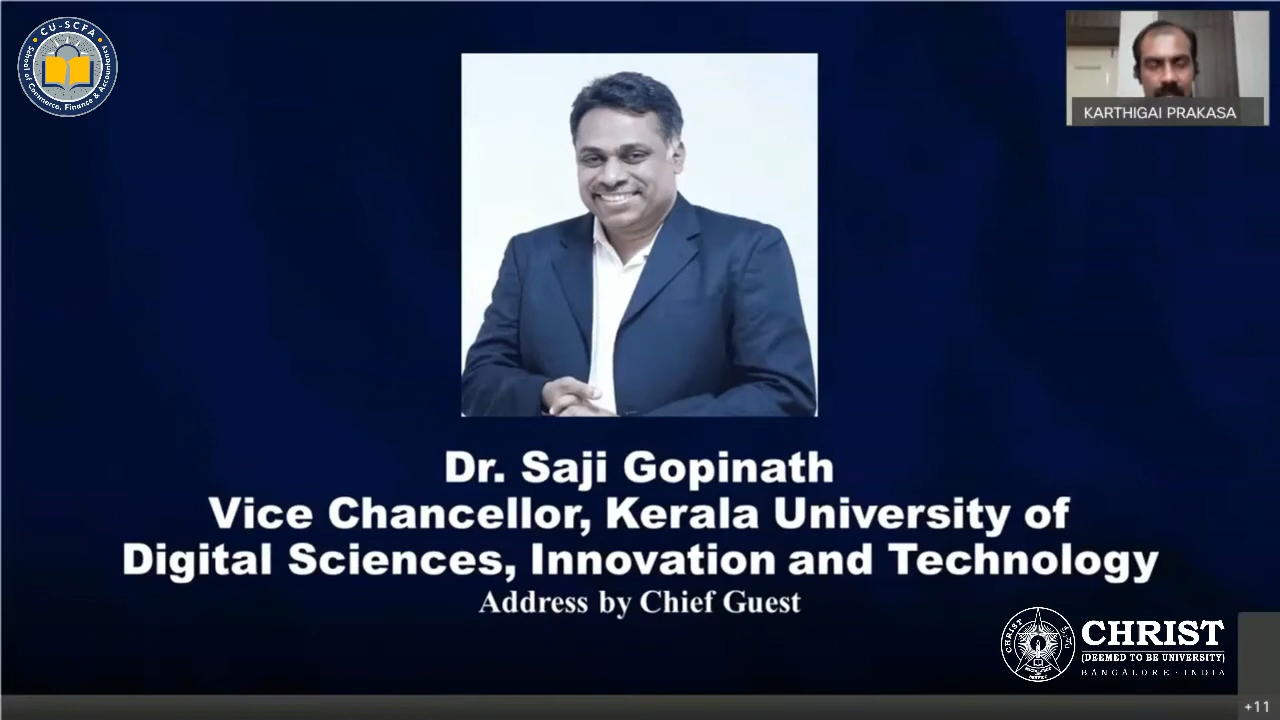 CU-SCFA
School of Commerce, Finance & Accountancy
KARTHIGAI PRAKASA
Dr. Saji Gopinath
Vice Chancellor, Kerala University of
Digital Sciences, Innovation and Technology
Address by Chief Guest
CHRIST
CHRIST
(DEEMED TO BE UNIVERSITY)
BANGALORE · INDIA
+11